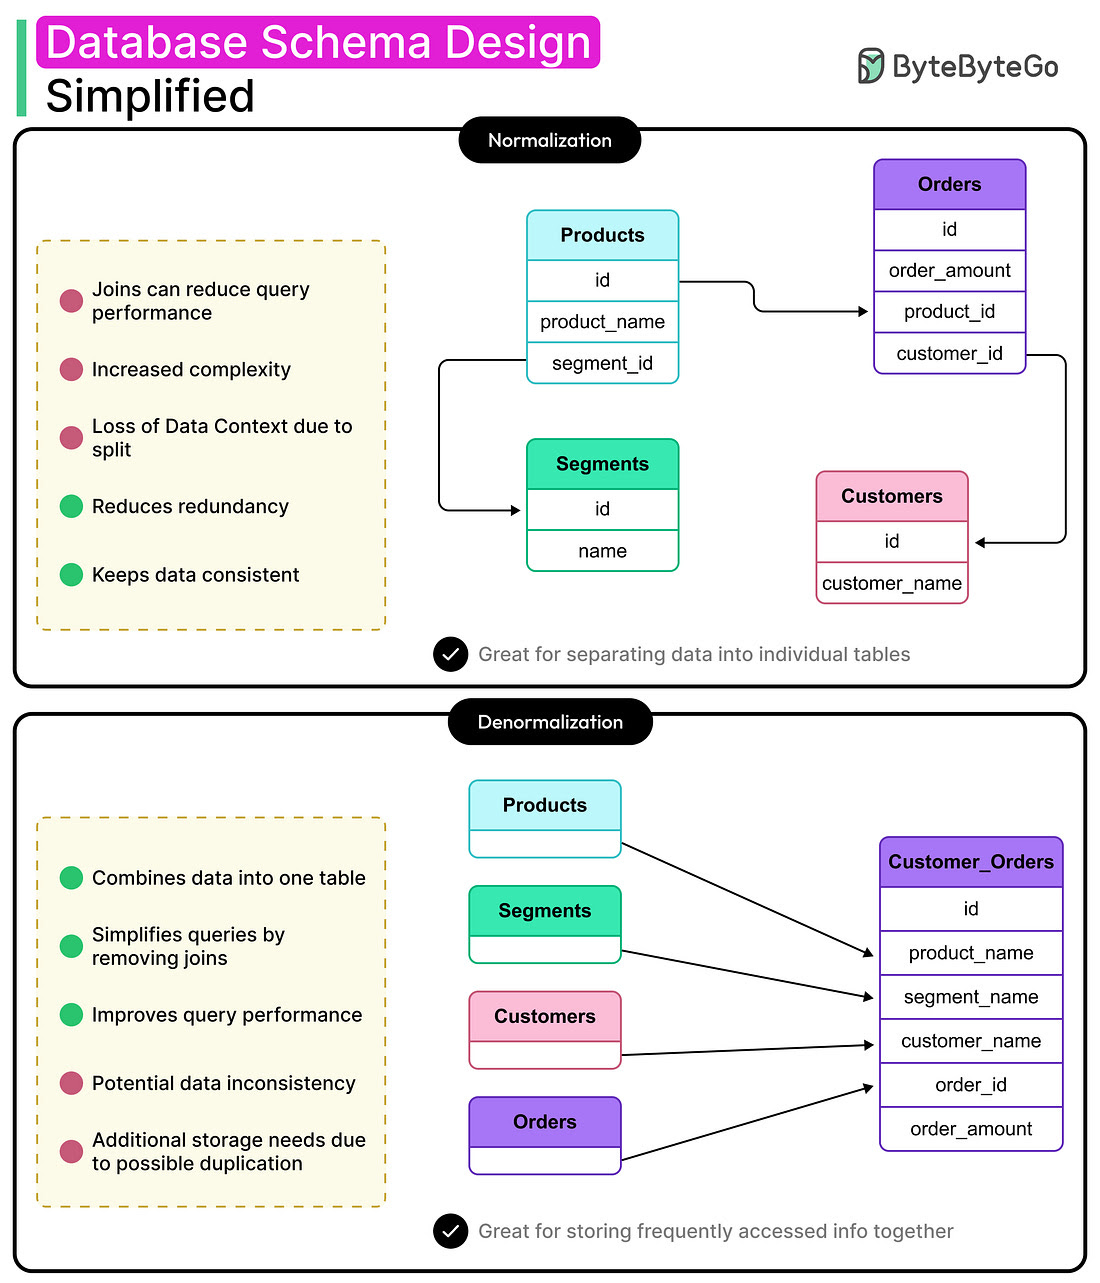 Database Schema Design
Simplified
ByteByteGo
Normalization
Joins can reduce query
performance
Increased complexity
Loss of Data Context due to
split
Reduces redundancy
Keeps data consistent
Products
id
product_name
segment_id
Segments
id
name
Orders
id
order_amount
product_id
customer_id
Customers
id
customer_name
Great for separating data into individual tables
Denormalization
Combines data into one table
Simplifies queries by
removing joins
Improves query performance
Potential data inconsistency
Additional storage needs due
to possible duplication
Products
Segments
Customers
Orders
Customer_Orders
id
product_name
segment_name
customer_name
order_id
order_amount
Great for storing frequently accessed info together